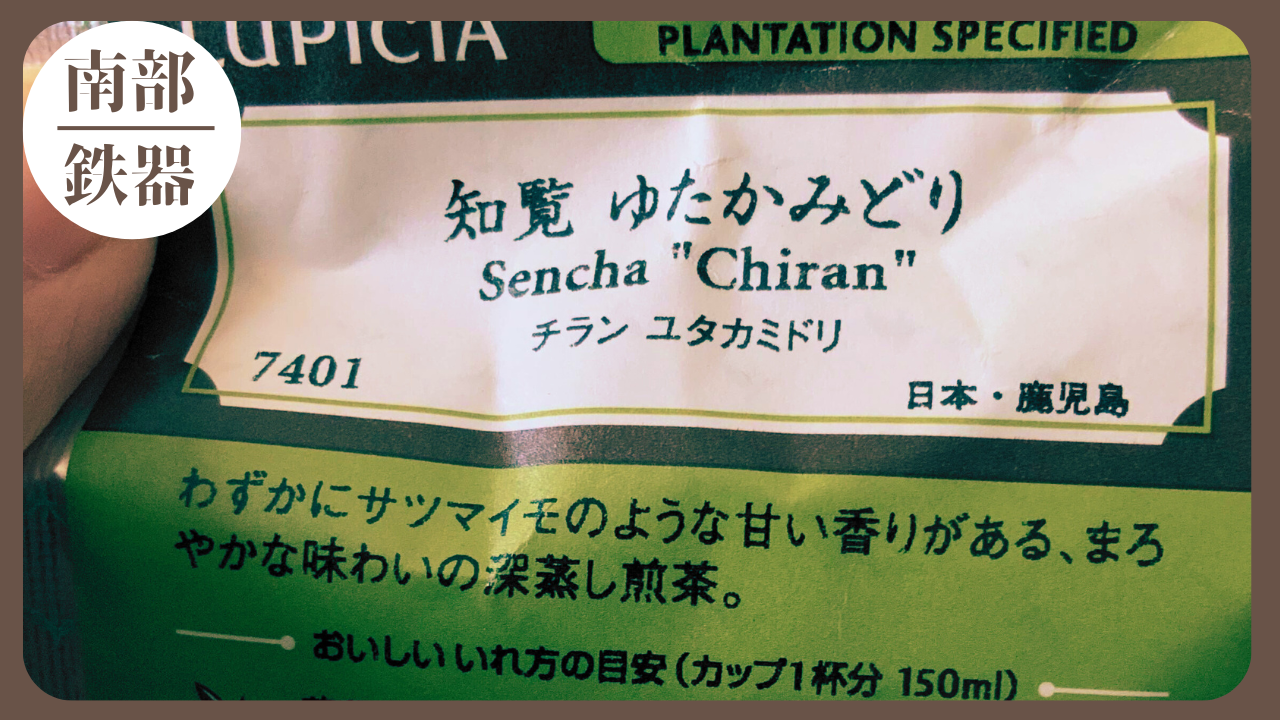 南部
鉄器
LUPICIA
PLANTATION SPECIFIED
知覧 ゆたかみどり
Sencha "Chiran"
チラン ユタカミドリ
7401
日本・鹿児島
わずかにサツマイモのような甘い香りがある、まろ
やかな味わいの深蒸し煎茶。
おいしいいれ方の目安(カップ1杯分 150ml)